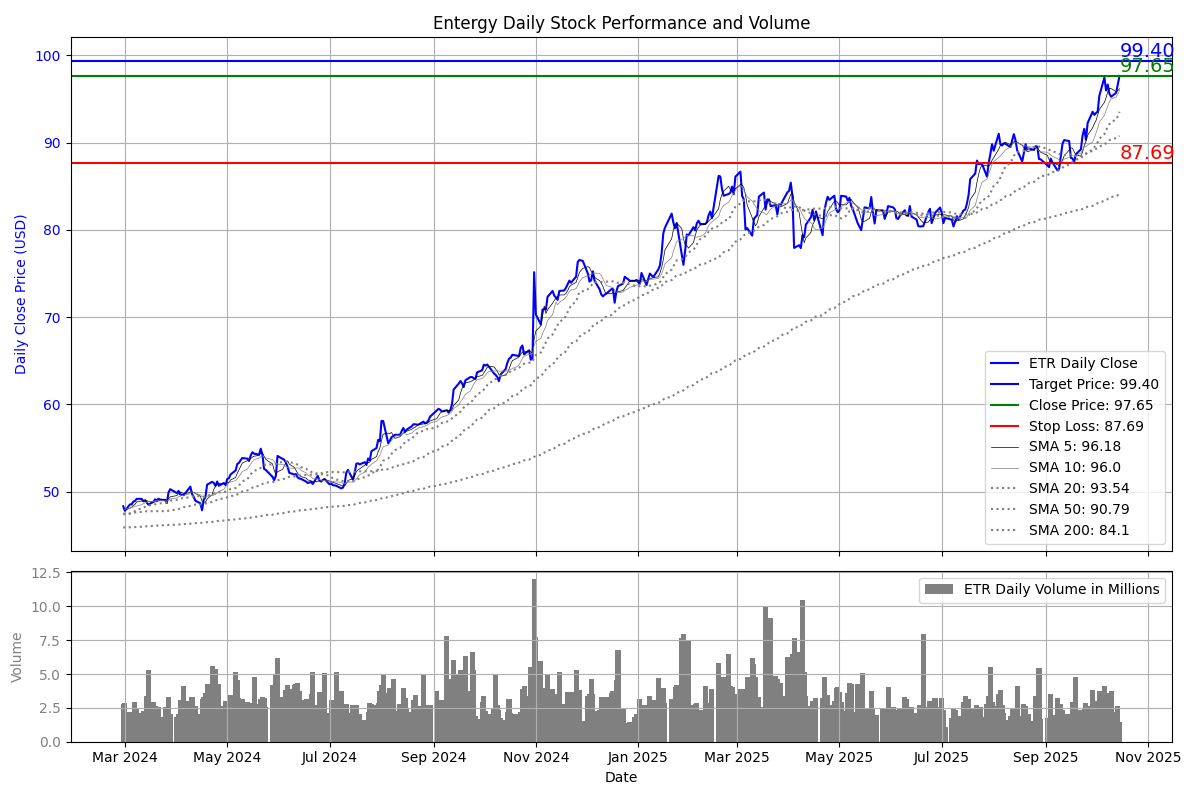 Entergy Daily Stock Performance and Volume
100
90
80
70
60
50
Daily Close Price (USD)
99.40
97.65
87.69
ETR Daily Close
Target Price: 99.40
Close Price: 97.65
Stop Loss: 87.69
SMA 5: 96.18
SMA 10: 96.0
SMA 20: 93.54
SMA 50: 90.79
SMA 200: 84.1
12.5
10.0
7.5
5.0
2.5
0.0
Volume
ETR Daily Volume in Millions
Mar 2024 May 2024 Jul 2024 Sep 2024 Nov 2024 Jan 2025 Mar 2025 May 2025 Jul 2025 Sep 2025 Nov 2025
Date